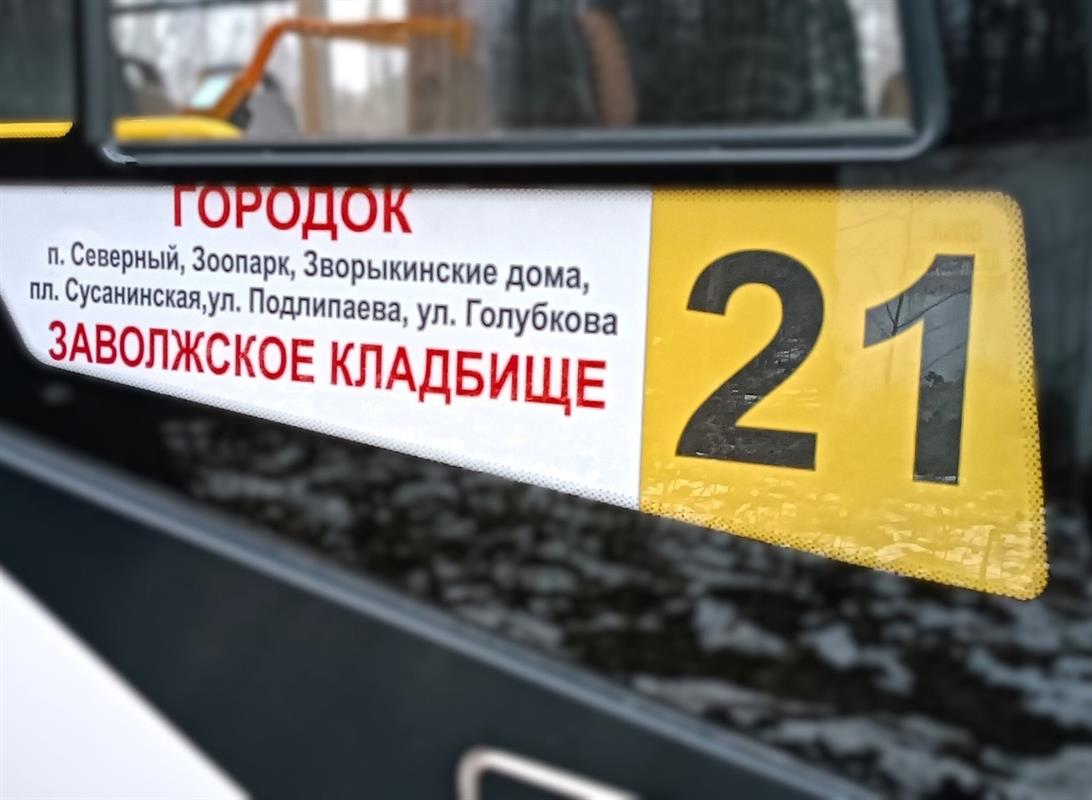 ГОРОДОК
п. Северный, Зоопарк, Зворыкинские дома,
пл. Сусанинская,ул. Подлипаева, ул. Голубкова
ЗАВОЛЖСКОЕ КЛАДБИЩЕ
21